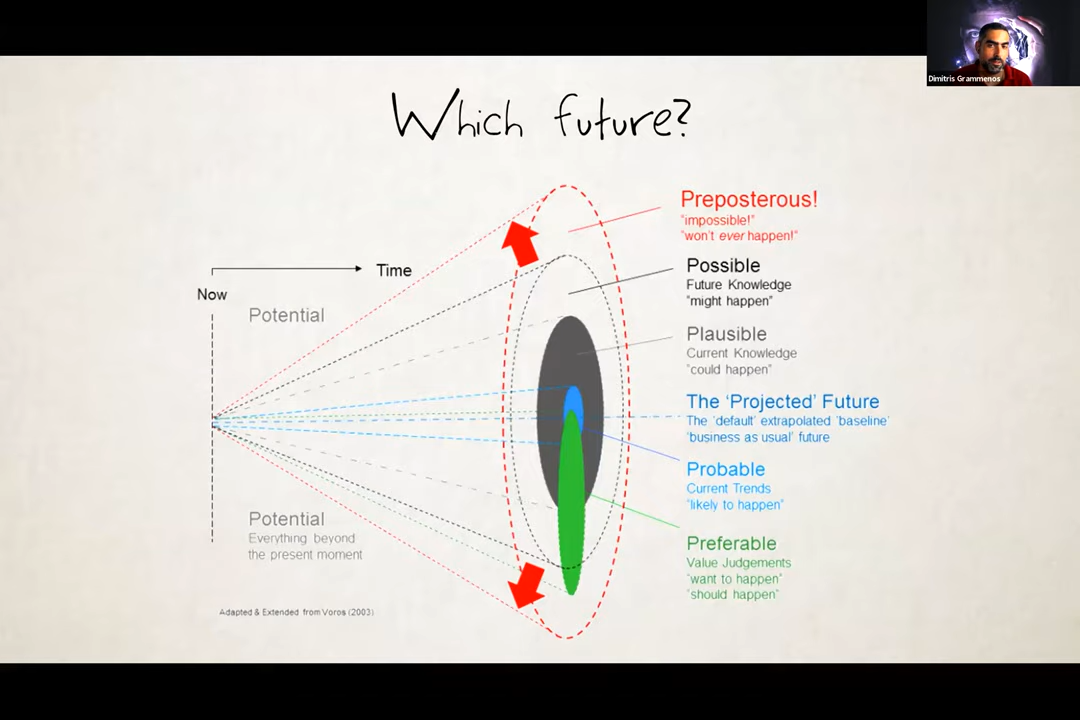 Dimitris Grammenos
Which future?
Time
Now
Potential
Potential
Everything beyond
the present moment
Preposterous!
"impossible!"
"won't ever happen!"
Possible
Future Knowledge
"might happen"
Plausible
Current Knowledge
"could happen"
The 'Projected' Future
The 'default' extrapolated 'baseline'
'business as usual' future
Probable
Current Trends
"likely to happen"
Preferable
Value Judgements
"want to happen"
"should happen"
Adapted & Extended from Voros (2003)